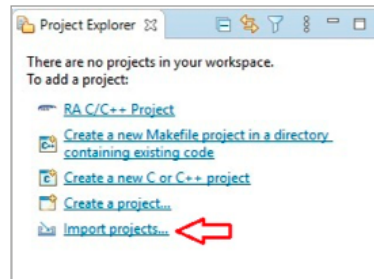 Project Explorer
There are no projects in your workspace.
To add a project:
RA C/C++ Project
Create a new Makefile project in a directory
containing existing code
Create a new C or C++ project
Create a project...
Import projects...